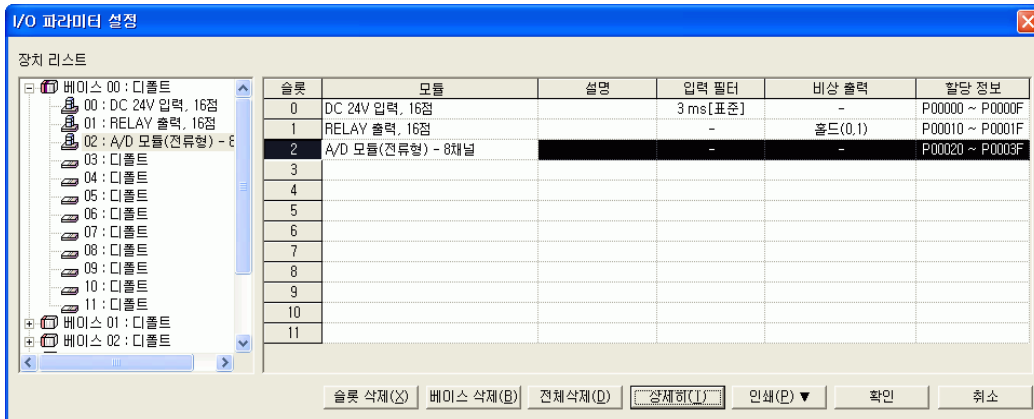 I/O 파라미터 설정
장치 리스트
베이스 00 : 디폴트
00 : DC 24V 입력, 16점
01 : RELAY 출력, 16점
02 : A/D 모듈(전류형) - 8
03 : 디폴트
04 : 디폴트
05 : 디폴트
06 : 디폴트
07 : 디폴트
08 : 디폴트
09 : 디폴트
10 : 디폴트
11 : 디폴트
베이스 01 : 디폴트
베이스 02 : 디폴트
슬롯 모듈 설명 입력 필터 비상 출력 할당 정보
0 DC 24V 입력, 16점 3 ms[표준] - P00000 ~ P0000F
1 RELAY 출력, 16점 - 홀드(0,1) P00010 ~ P0001F
2 A/D 모듈(전류형) - 8채널 - - P00020 ~ P0003F
3
4
5
6
7
8
9
10
11
슬롯 삭제(X) 베이스 삭제(B) 전체삭제(D) 상세히(I) 인쇄(P) ▼ 확인 취소